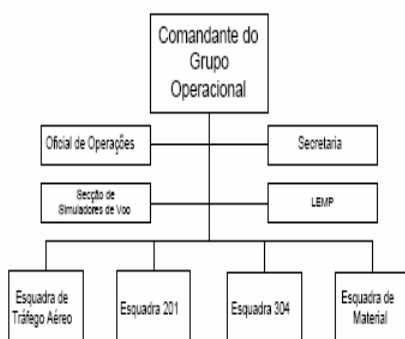 Comandante do
Grupo
Operacional
Oficial de Operações
Secretaria
Secção de
Simuladores de Voo
LEMP
Esquadra de
Tráfego Aéreo
Esquadra 201
Esquadra 304
Esquadra de
Material